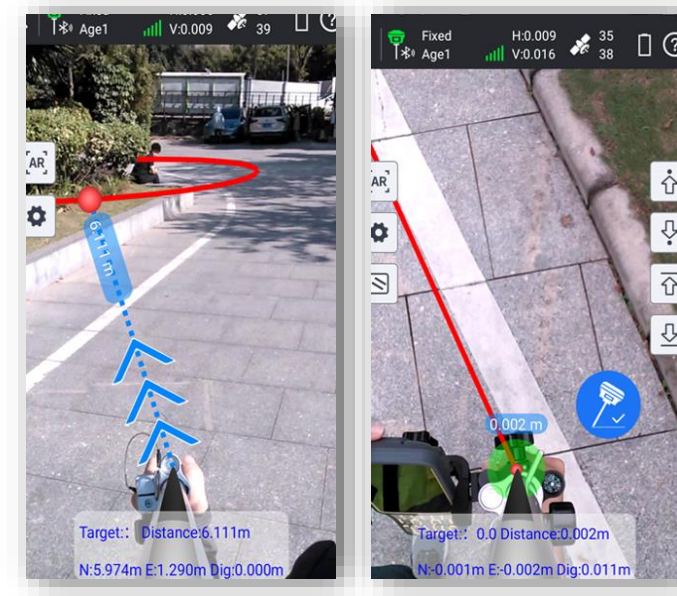 Age1 V:0.009 39
AR
6.111 m
Target:: Distance:6.111m
N:5.974m E:1.290m Dig:0.000m
Fixed H:0.009 35
Age1 V:0.016 38
AR
0.002 m
Target:: 0.0 Distance:0.002m
N:-0.001m E:-0.002m Dig:0.011m